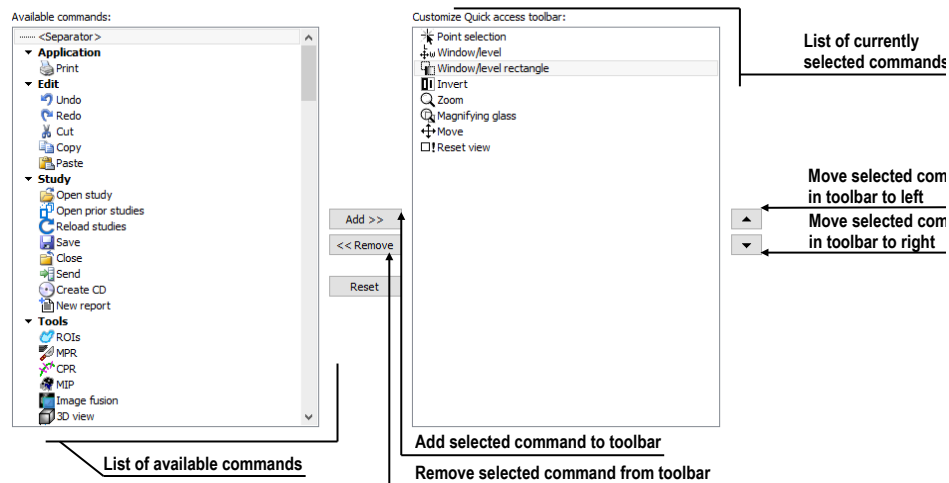 Available commands:
<Separator>
Application
Print
Edit
Undo
Redo
Cut
Copy
Paste
Study
Open study
Open prior studies
Reload studies
Save
Close
Send
Create CD
New report
Tools
ROIs
MPR
CPR
MIP
Image fusion
3D view
Add >>
<< Remove
Reset
Customize Quick access toolbar:
Point selection
Window/level
Window/level rectangle
Invert
Zoom
Magnifying glass
Move
Reset view
List of currently
selected commands
Move selected com
in toolbar to left
Move selected com
in toolbar to right
Add selected command to toolbar
List of available commands
Remove selected command from toolbar